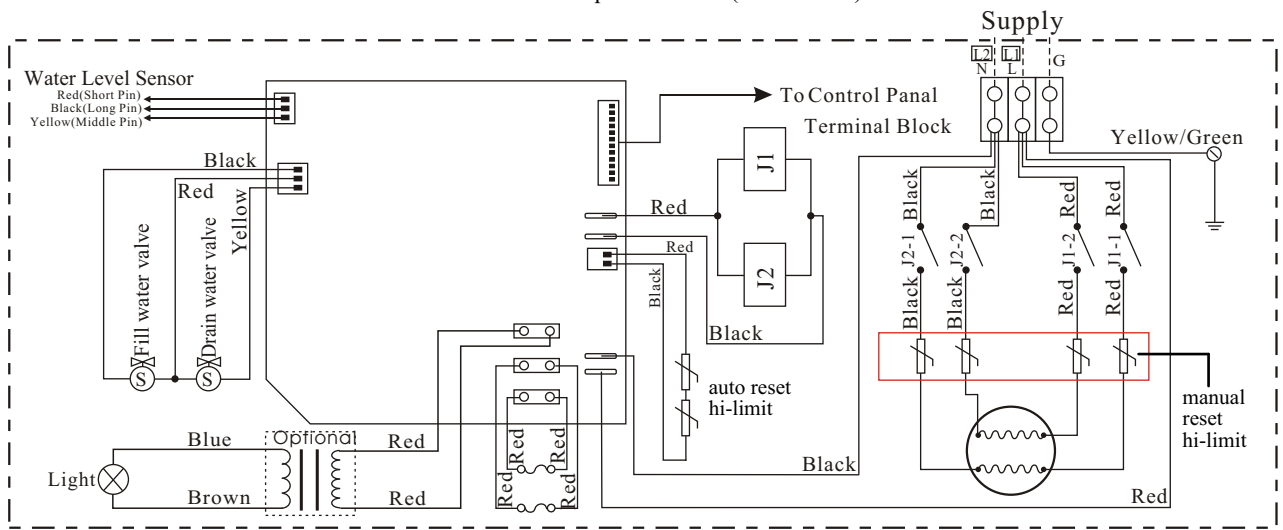 Supply
L2
L1
N
L
G
Water Level Sensor
Red(Short Pin)
Black(Long Pin)
Yellow(Middle Pin)
To Control Panal
Terminal Block
Yellow/Green
Black
Red
Yellow
Fill water valve
Drain water valve
S
S
Red
J1
J2
Red
Black
Black
auto reset
hi-limit
Black
Black
Red
Red
J2-1
J2-2
J1-2
J1-1
Black
Black
Red
Red
manual
reset
hi-limit
Optional
Light
Blue
Brown
Red
Red
Red
Red
Red
Red
Black
Red